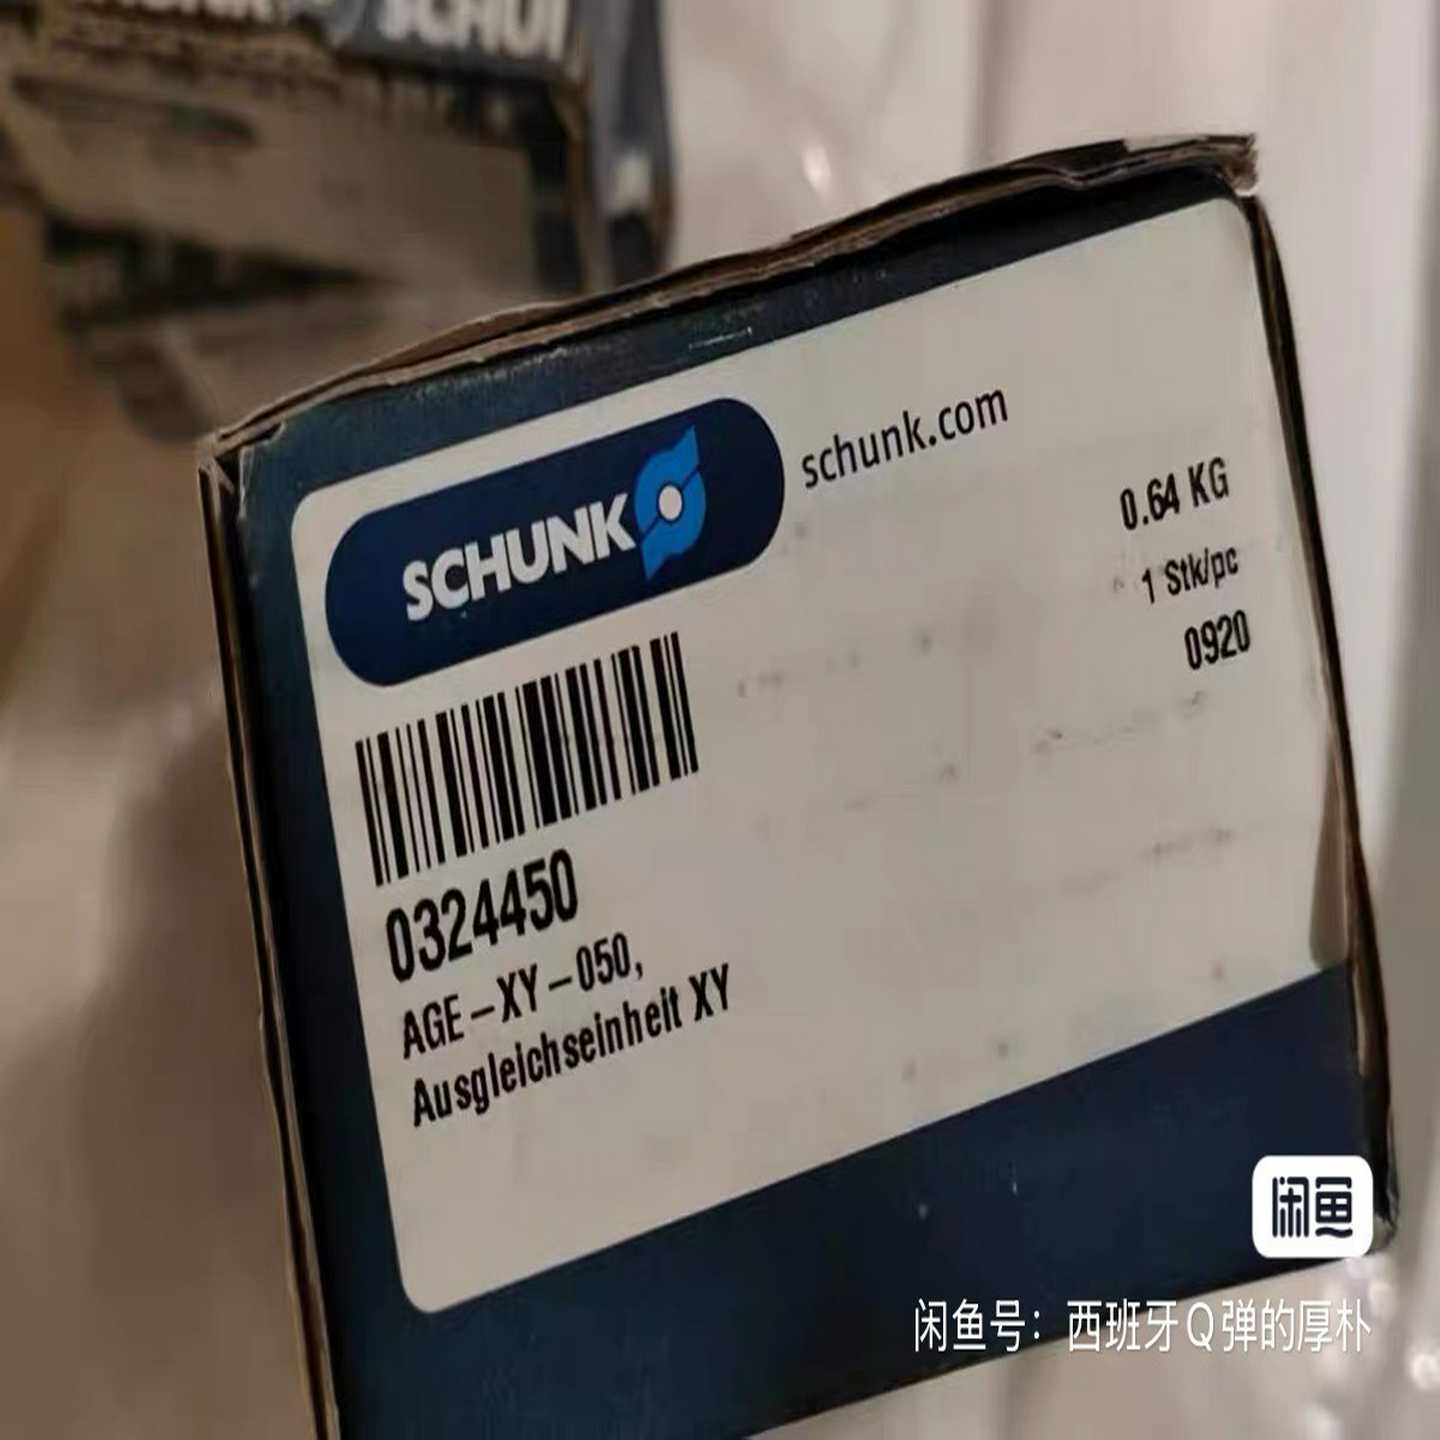 SCHUNK
schunk.com
0.64 KG
1 Stk/pc
0920
0324450
AGE-XY-050,
Ausgleichseinheit XY
闲鱼
闲鱼号：西班牙Q弹的厚朴